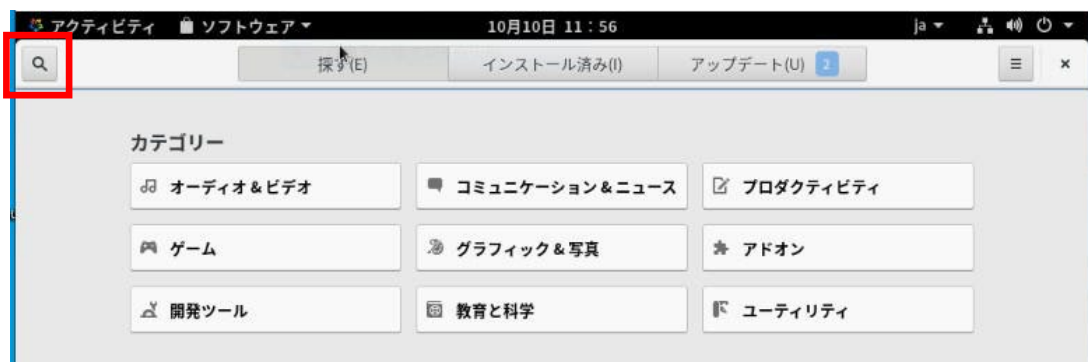 アクティビティ ソフトウェア 10月10日 11：56 ja
探す(E) インストール済み(I) アップデート(U) 2
カテゴリー
オーディオ＆ビデオ コミュニケーション＆ニュース プロダクティビティ
ゲーム グラフィック＆写真 アドオン
開発ツール 教育と科学 ユーティリティ